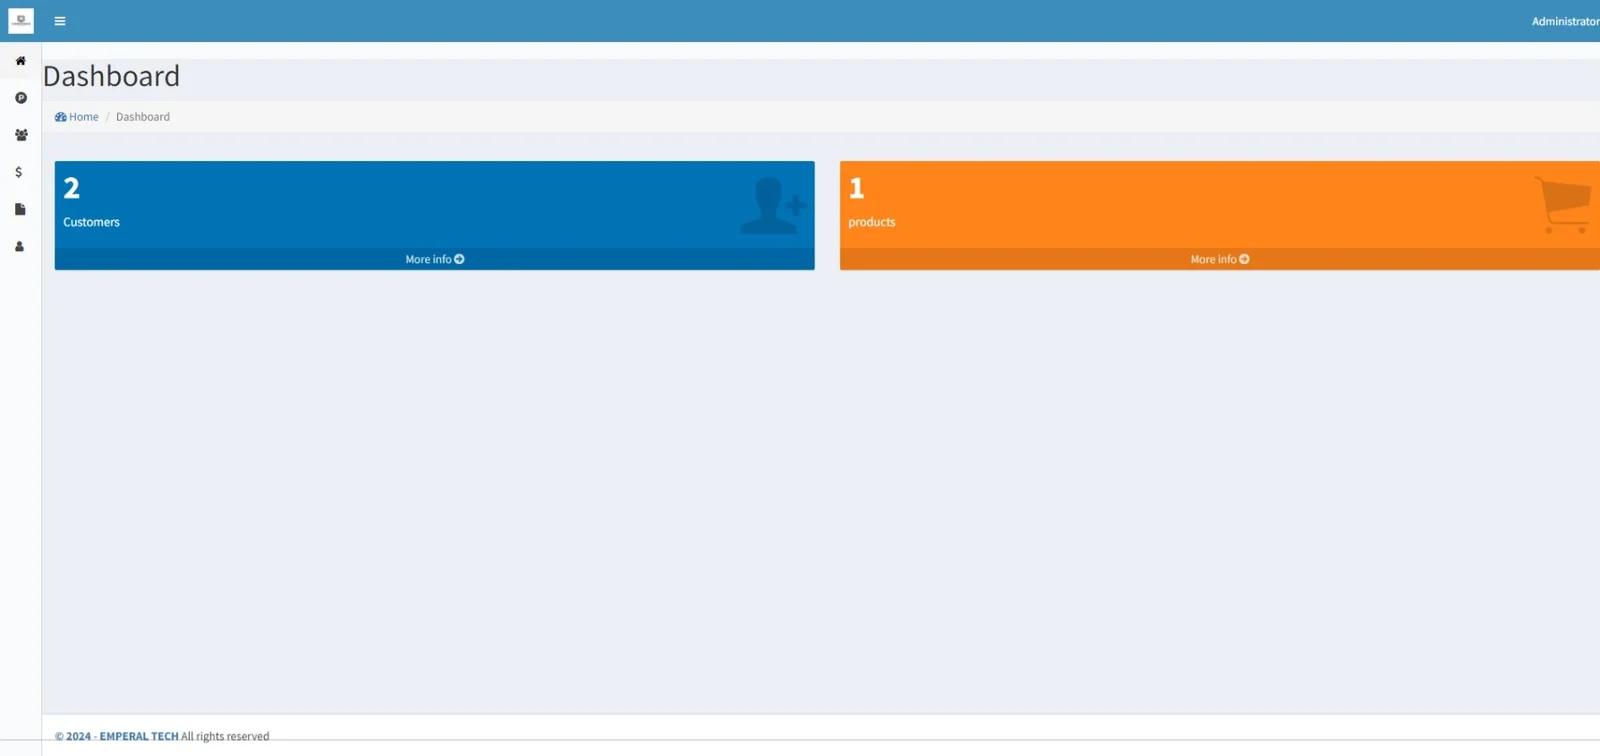 Administrator
Dashboard
Home / Dashboard
2
Customers
More info
1
products
More info
© 2024 - EMPERAL TECH All rights reserved